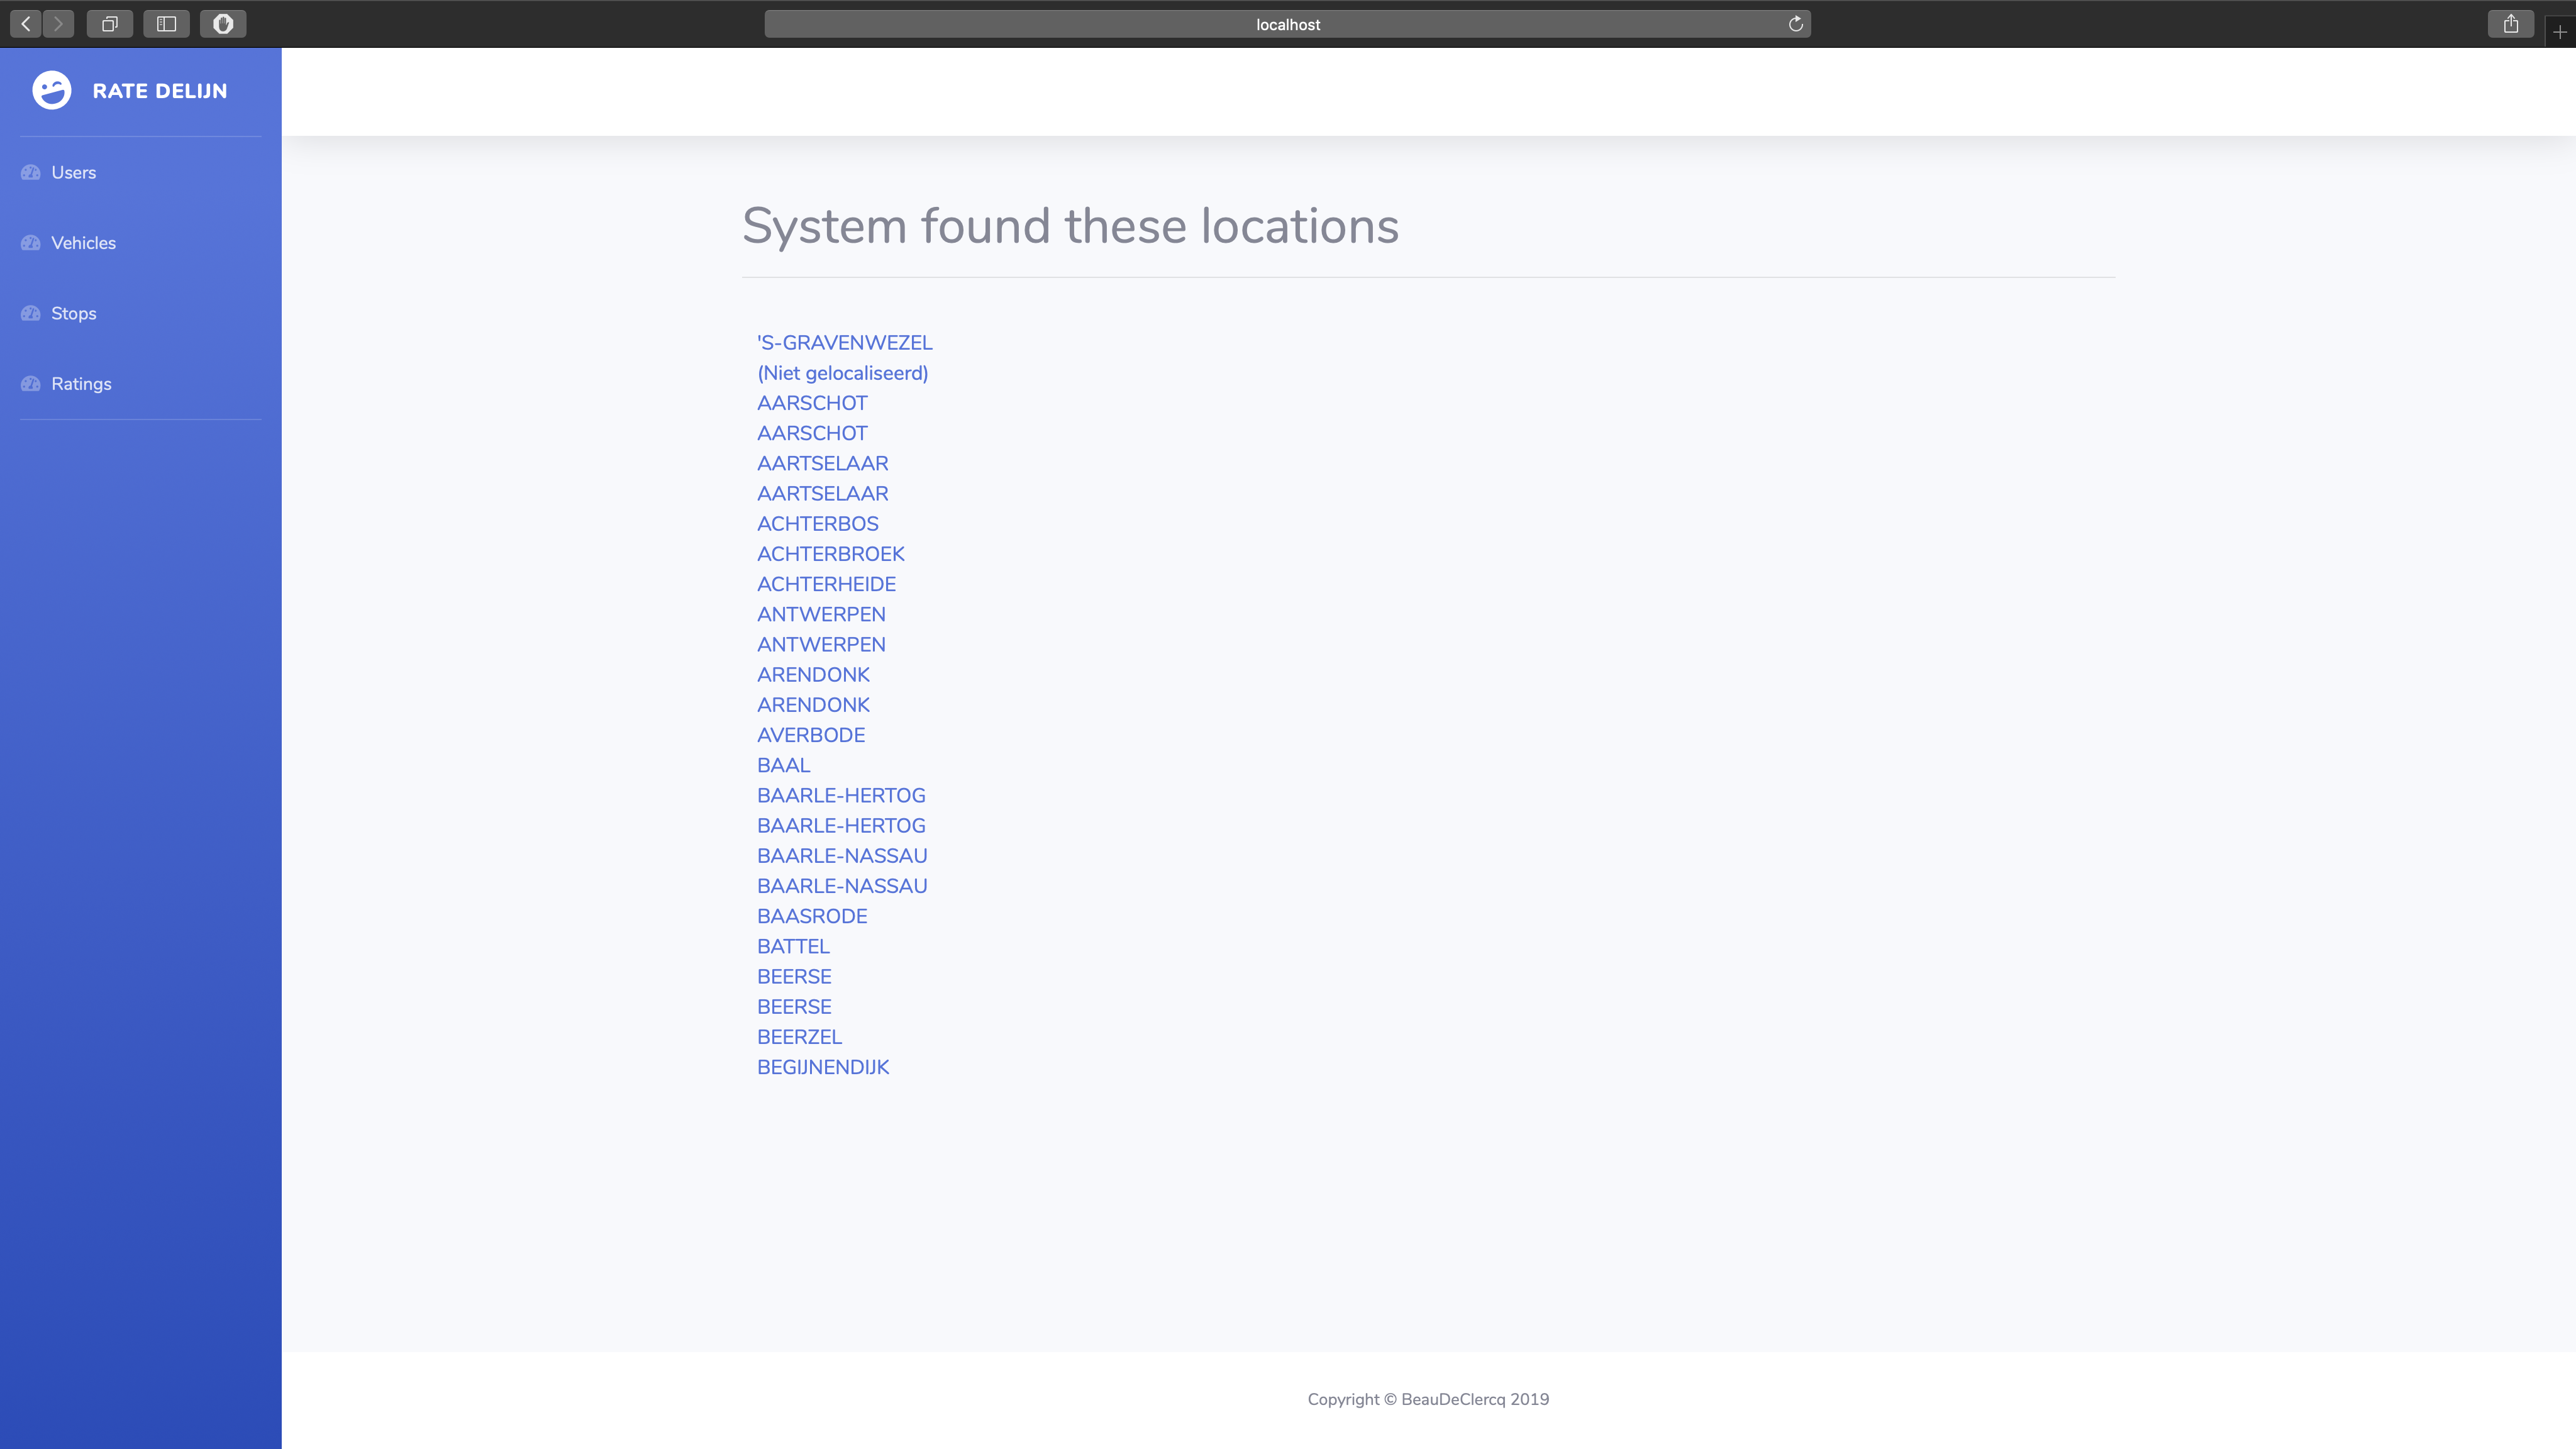 localhost
RATE DELIJN
Users
Vehicles
Stops
Ratings
System found these locations
'S-GRAVENWEZEL
(Niet gelocaliseerd)
AARSCHOT
AARSCHOT
AARTSELAAR
AARTSELAAR
ACHTERBOS
ACHTERBROEK
ACHTERHEIDE
ANTWERPEN
ANTWERPEN
ARENDONK
ARENDONK
AVERBODE
BAAL
BAARLE-HERTOG
BAARLE-HERTOG
BAARLE-NASSAU
BAARLE-NASSAU
BAASRODE
BATTEL
BEERSE
BEERSE
BEERZEL
BEGIJNENDIJK
Copyright © BeauDeClercq 2019